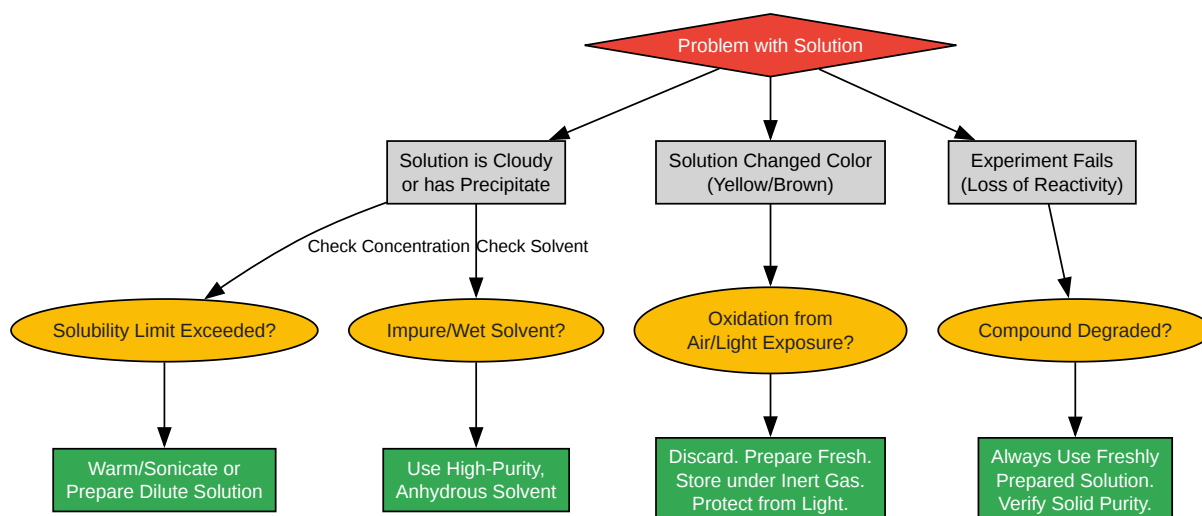 Problem with Solution
Solution is Cloudy
or has Precipitate
Solution Changed Color
(Yellow/Brown)
Experiment Fails
(Loss of Reactivity)
Check Concentration
Check Solvent
Solubility Limit Exceeded?
Impure/Wet Solvent?
Oxidation from
Air/Light Exposure?
Compound Degraded?
Warm/Sonicate or
Prepare Dilute Solution
Use High-Purity,
Anhydrous Solvent
Discard. Prepare Fresh.
Store under Inert Gas.
Protect from Light.
Always Use Freshly
Prepared Solution.
Verify Solid Purity.